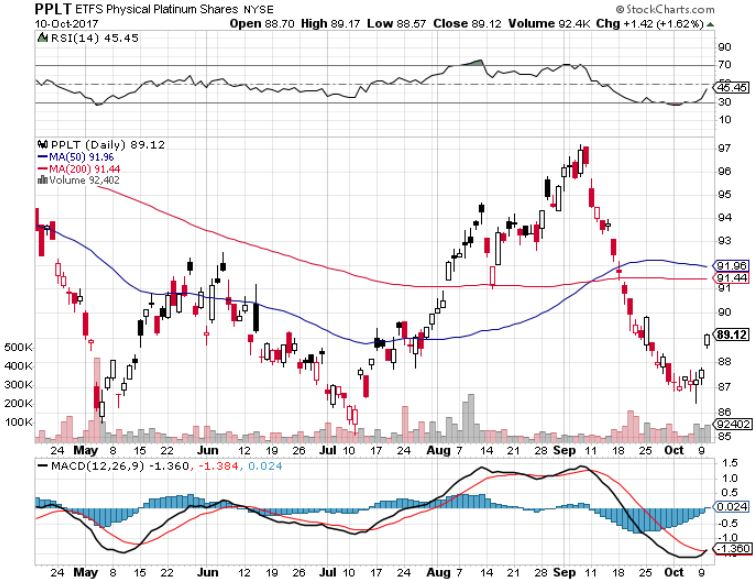 PPLT ETFS Physical Platinum Shares NYSE © StockCharts.com
10-Oct-2017 Open 88.70 High 89.17 Low 88.57 Close 89.12 Volume 92.4K Chg +1.42 (+1.62%)
RSI(14) 45.45
90
70
50
45.45
30
10
PPLT (Daily) 89.12
MA(50) 91.96
MA(200) 91.44
Volume 92,402
97
96
95
94
93
91.96
91.44
91
90
89.12
88
87
86
92402
85
500K
400K
300K
200K
100K
24 May 8 15 22 Jun 12 19 26 Jul 10 17 24 Aug 7 14 21 28 Sep 11 18 25 Oct 9
MACD(12,26,9) -1.360, -1.384, 0.024
1.5
1.0
0.5
0.024
-0.5
-1.0
-1.360
24 May 8 15 22 Jun 12 19 26 Jul 10 17 24 Aug 7 14 21 28 Sep 11 18 25 Oct 9